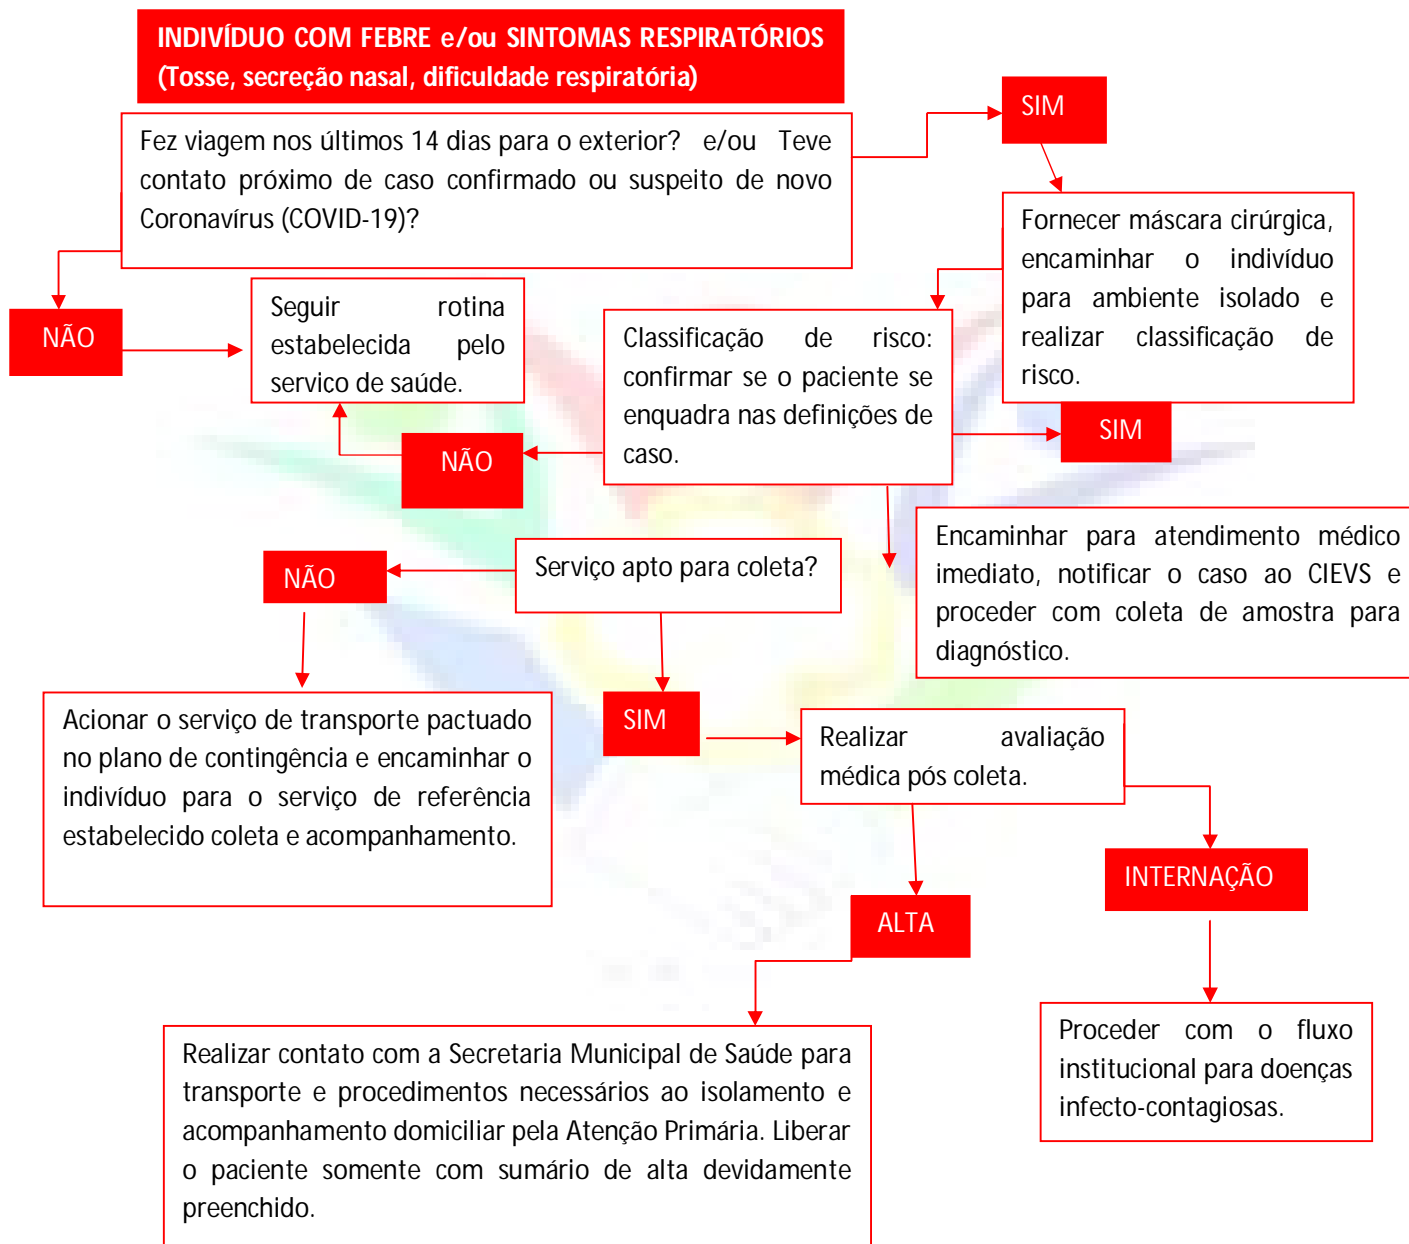 INDIVÍDUO COM FEBRE e/ou SINTOMAS RESPIRATÓRIOS
(Tosse, secreção nasal, dificuldade respiratória)
SIM
Fez viagem nos últimos 14 dias para o exterior? e/ou Teve
contato próximo de caso confirmado ou suspeito de novo
Coronavírus (COVID-19)?
Fornecer máscara cirúrgica,
encaminhar o indivíduo
para ambiente isolado e
realizar classificação de
risco.
NÃO
Seguir rotina
estabelecida pelo
servico de saúde.
Classificação de risco:
confirmar se o paciente se
enquadra nas definições de
caso.
SIM
NÃO
Encaminhar para atendimento médico
imediato, notificar o caso ao CIEVS e
proceder com coleta de amostra para
diagnóstico.
Serviço apto para coleta?
NÃO
Acionar o serviço de transporte pactuado
no plano de contingência e encaminhar o
indivíduo para o serviço de referência
estabelecido coleta e acompanhamento.
SIM
Realizar avaliação
médica pós coleta.
INTERNAÇÃO
ALTA
Proceder com o fluxo
institucional para doenças
infecto-contagiosas.
Realizar contato com a Secretaria Municipal de Saúde para
transporte e procedimentos necessários ao isolamento e
acompanhamento domiciliar pela Atenção Primária. Liberar
o paciente somente com sumário de alta devidamente
preenchido.